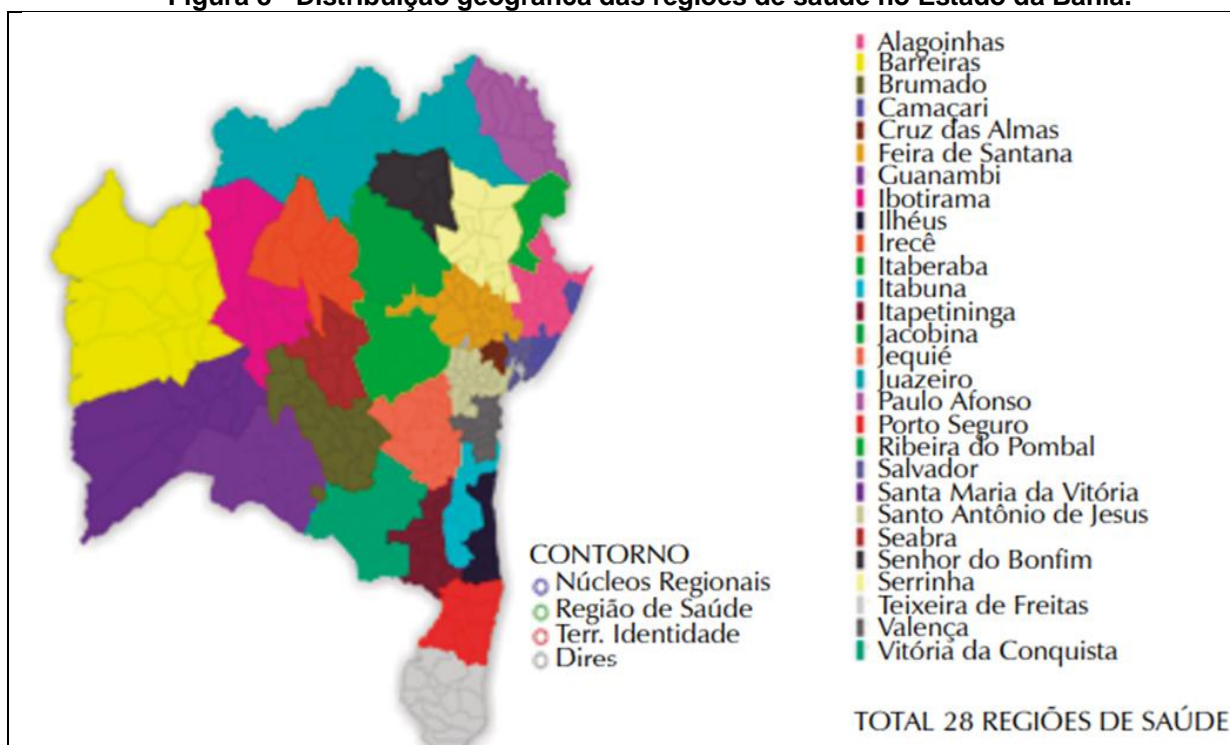 Figura 3 - Distribuição geográfica das regiões de saúde no Estado da Bahia.
Alagoinhas
Barreiras
Brumado
Camaçari
Cruz das Almas
Feira de Santana
Guanambi
Ibotirama
Ilhéus
Irecê
Itaberaba
Itabuna
Itapetininga
Jacobina
Jequié
Juazeiro
Paulo Afonso
Porto Seguro
Ribeira do Pombal
Salvador
Santa Maria da Vitória
Santo Antônio de Jesus
Seabra
Senhor do Bonfim
Serrinha
Teixeira de Freitas
Valença
Vitória da Conquista
CONTORNO
Núcleos Regionais
Região de Saúde
Terr. Identidade
Dires
TOTAL 28 REGIÕES DE SAÚDE